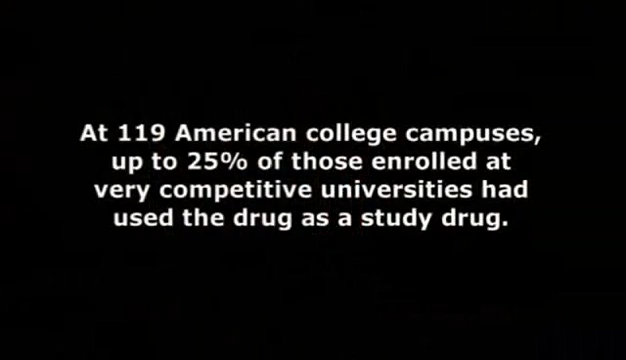 At 119 American college campuses,
up to 25% of those enrolled at
very competitive universities had
used the drug as a study drug.